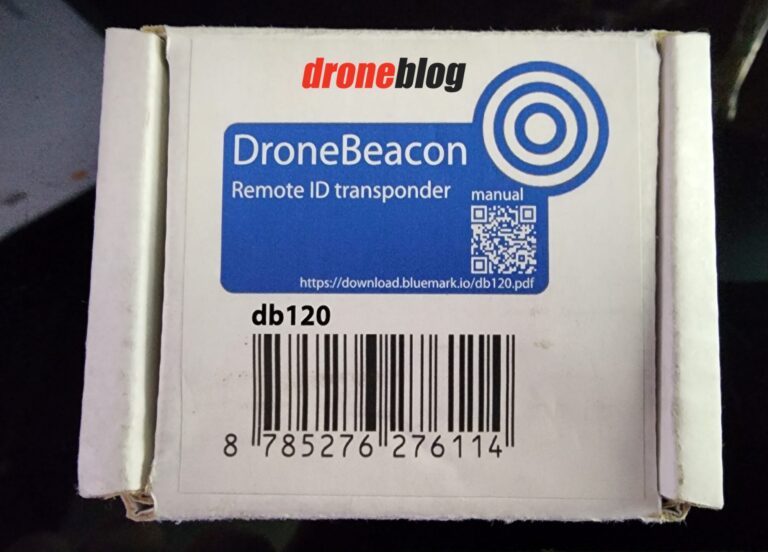 droneblog
DroneBeacon
Remote ID transponder
manual
https://download.bluemark.io/db120.pdf
db120
8 785276 276114